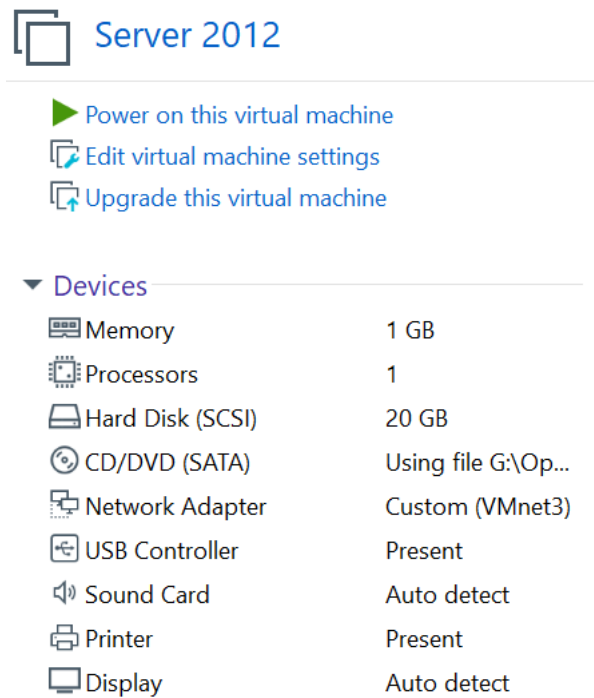 Server 2012
Power on this virtual machine
Edit virtual machine settings
Upgrade this virtual machine
Devices
Memory 1 GB
Processors 1
Hard Disk (SCSI) 20 GB
CD/DVD (SATA) Using file G:\Op...
Network Adapter Custom (VMnet3)
USB Controller Present
Sound Card Auto detect
Printer Present
Display Auto detect